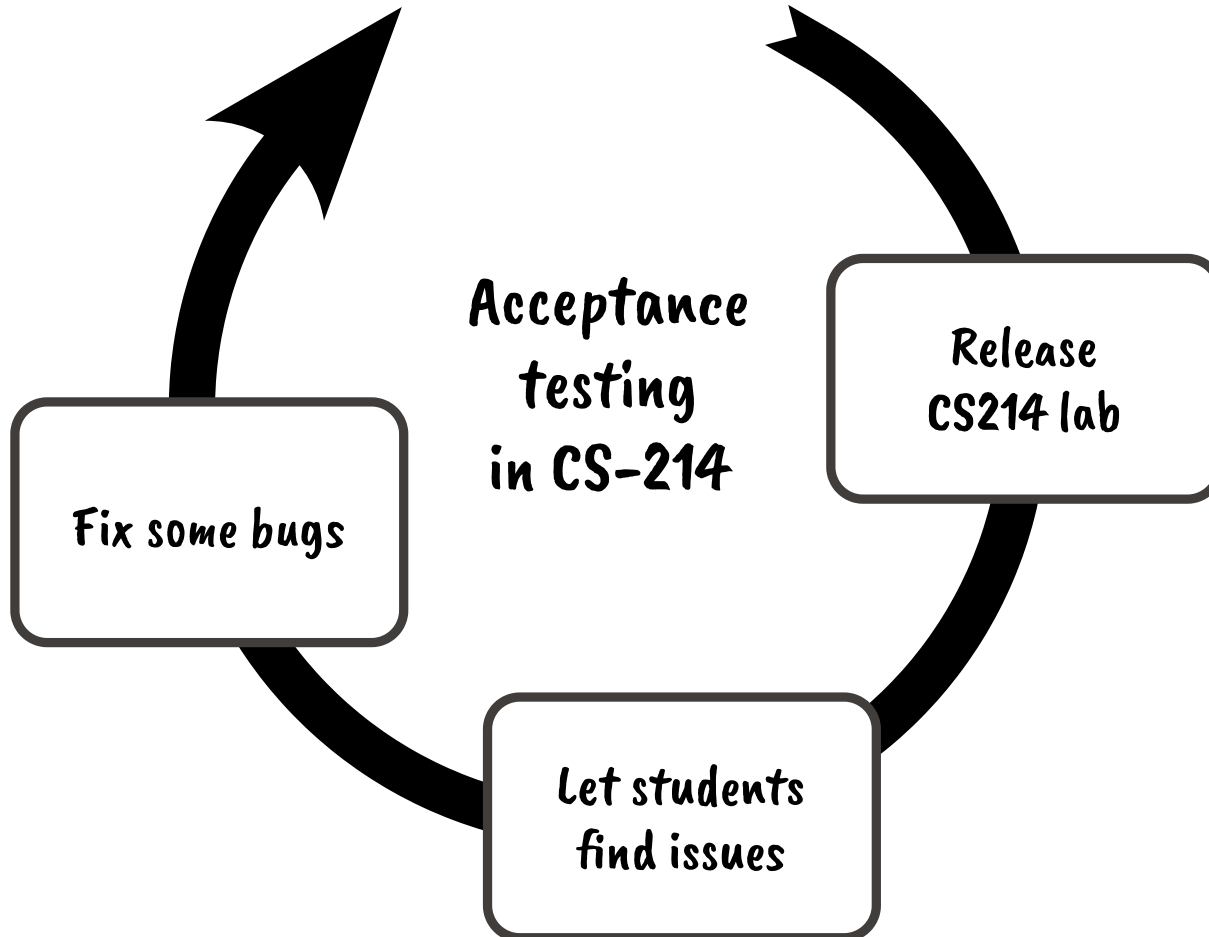 Acceptance
testing
in CS-214
Release
CS214 lab
Let students
find issues
Fix some bugs